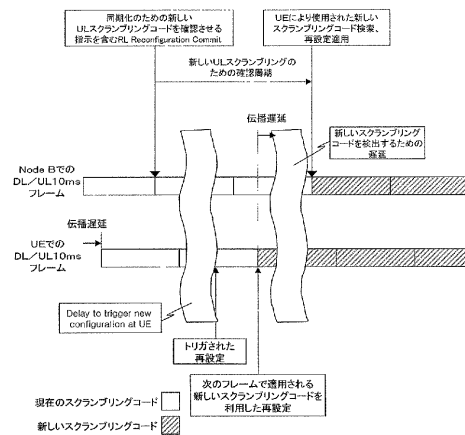 同期化のための新しい
ULスクランブリングコードを確認させる
指示を含むRL Reconfiguration Commit
UEにより使用された新しい
スクランブリングコード検索、
再設定適用
新しいULスクランブリングの
ための確認周期
伝播遅延
新しいスクランブリング
コードを検出するための
遅延
Node Bでの
DL/UL10ms
フレーム
伝播遅延
UEでの
DL/UL10ms
フレーム
Delay to trigger new
configuration at UE
トリガされた
再設定
次のフレームで適用される
新しいスクランブリングコードを
利用した再設定
現在のスクランブリングコード
新しいスクランブリングコード